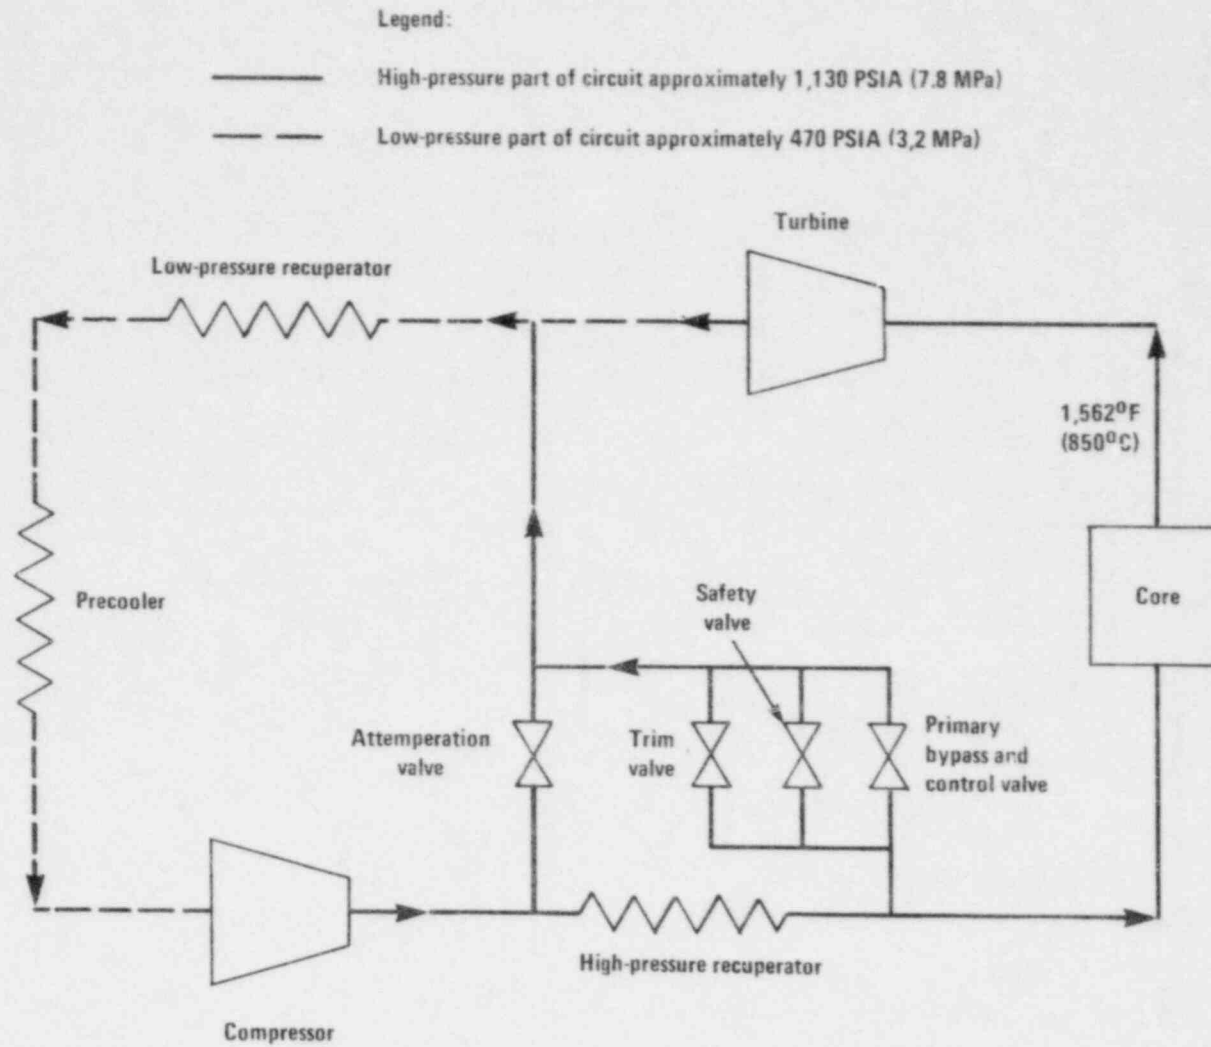 Legend:
High-pressure part of circuit approximately 1,130 PSIA (7.8 MPa)
Low-pressure part of circuit approximately 470 PSIA (3,2 MPa)
Turbine
Low-pressure recuperator
1,562⁰F
(850⁰C)
Core
Precooler
Safety
valve
Attemperation
valve
Trim
valve
Primary
bypass and
control valve
High-pressure recuperator
Compressor